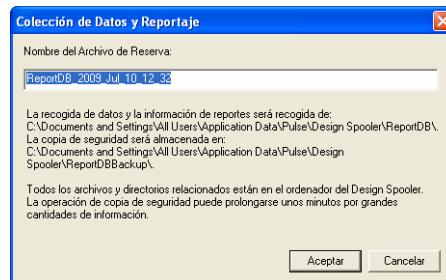 Colección de Datos y Reportaje
Nombre del Archivo de Reserva:
ReportDB_2009_Jul_10_12_32
La recogida de datos y la información de reportes será recogida de:
C:\Documents and Settings\All Users\Application Data\Pulse\Design Spooler\ReportDB\.
La copia de seguridad será almacenada en:
C:\Documents and Settings\All Users\Application Data\Pulse\Design
Spooler\ReportDBBackup\.
Todos los archivos y directorios relacionados están en el ordenador del Design Spooler.
La operación de copia de seguridad puede prolongarse unos minutos por grandes
cantidades de información.
Aceptar
Cancelar